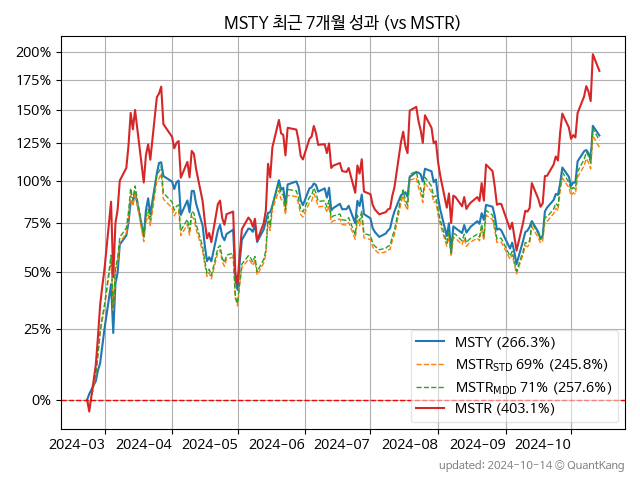 MSTY 최근 7개월 성과 (vs MSTR)
200%
175%
150%
125%
100%
75%
50%
25%
0%
MSTY (266.3%)
MSTRSTD 69% (245.8%)
MSTRMDD 71% (257.6%)
MSTR (403.1%)
2024-03 2024-04 2024-05 2024-06 2024-07 2024-08 2024-09 2024-10
updated: 2024-10-14 © QuantKang